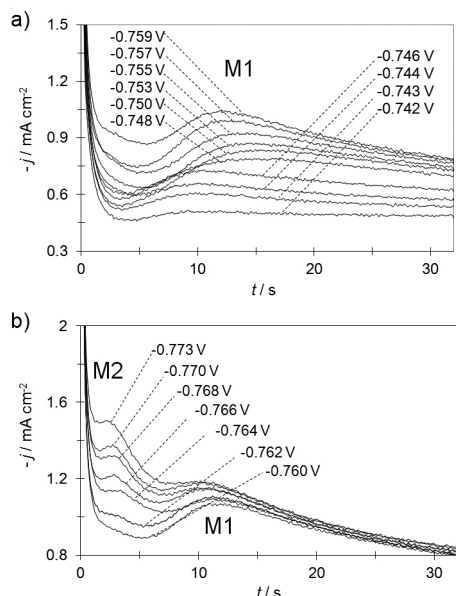 a)
1.5
1.2
0.9
0.6
0.3
-j / mA cm-2
-0.759 V
-0.757 V
-0.755 V
-0.753 V
-0.750 V
-0.748 V
M1
-0.746 V
-0.744 V
-0.743 V
-0.742 V
0 10 20 30
t / s
b)
2
1.6
1.2
0.8
-j / mA cm-2
M2
-0.773 V
-0.770 V
-0.768 V
-0.766 V
-0.764 V
-0.762 V
-0.760 V
M1
0 10 20 30
t / s